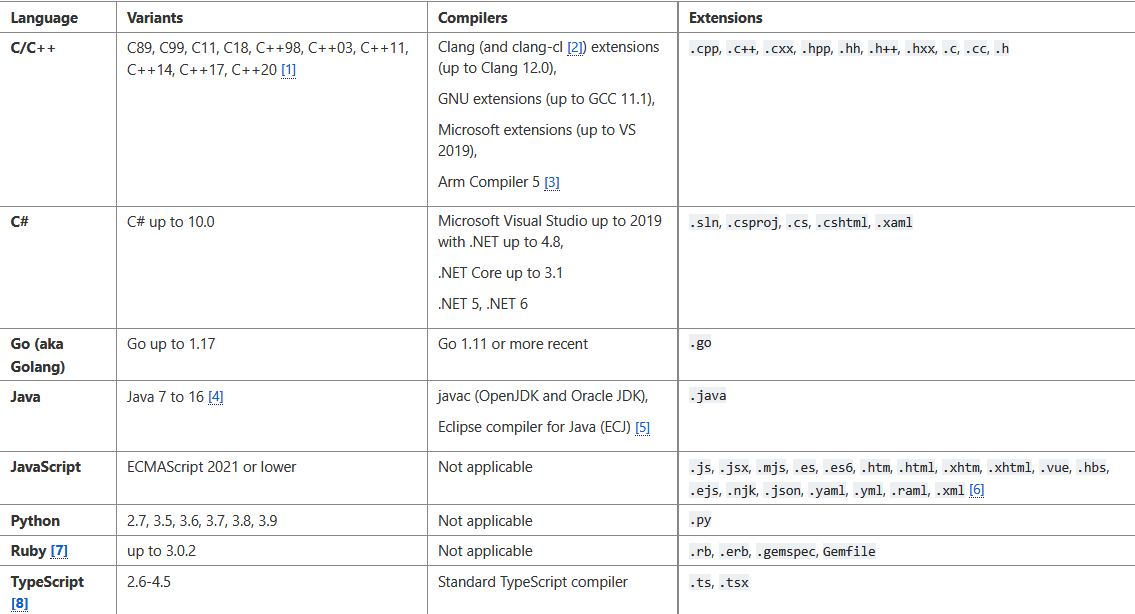 Language Variants Compilers Extensions
C/C++ C89, C99, C11, C18, C++98, C++03, C++11, Clang (and clang-cl [2]) extensions .cpp, .c++, .cxx, .hpp, .hh, .h++, .hxx, .c, .cc, .h
C++14, C++17, C++20 [1] (up to Clang 12.0),
GNU extensions (up to GCC 11.1),
Microsoft extensions (up to VS
2019),
Arm Compiler 5 [3]
C# C# up to 10.0 Microsoft Visual Studio up to 2019 .sln, .csproj, .cs, .cshtml, .xaml
with .NET up to 4.8,
.NET Core up to 3.1
.NET 5, .NET 6
Go (aka Go up to 1.17 Go 1.11 or more recent .go
Golang)
Java Java 7 to 16 [4] javac (OpenJDK and Oracle JDK), .java
Eclipse compiler for Java (ECJ) [5]
JavaScript ECMAScript 2021 or lower Not applicable .js, .jsx, .mjs, .es, .es6, .htm, .html, .xhtm, .xhtml, .vue, .hbs,
.ejs, .njk, .json, .yaml, .yml, .raml, .xml [6]
Python 2.7, 3.5, 3.6, 3.7, 3.8, 3.9 Not applicable .py
Ruby [7] up to 3.0.2 Not applicable .rb, .erb, .gemspec, Gemfile
TypeScript 2.6-4.5 Standard TypeScript compiler .ts, .tsx
[8]